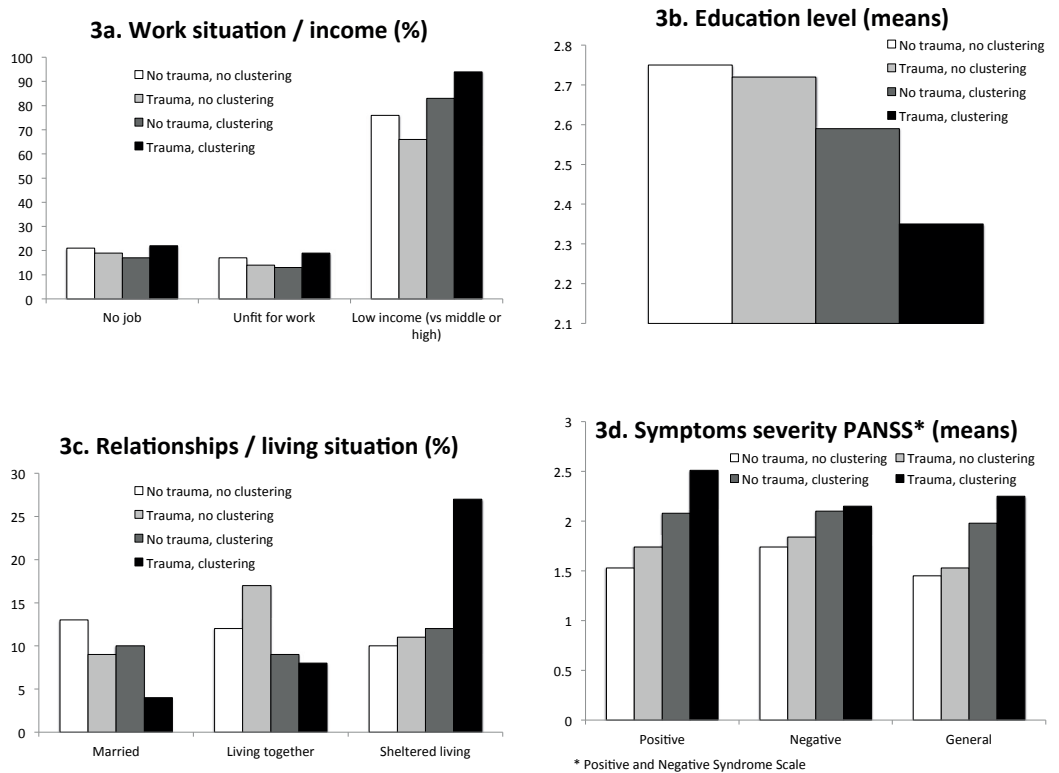 3a. Work situation / income (%)
100
90
80
70
60
50
40
30
20
10
0
No trauma, no clustering
Trauma, no clustering
No trauma, clustering
Trauma, clustering
No job
Unfit for work
Low income (vs middle or
high)
3b. Education level (means)
2.8
2.7
2.6
2.5
2.4
2.3
2.2
2.1
No trauma, no clustering
Trauma, no clustering
No trauma, clustering
Trauma, clustering
3c. Relationships / living situation (%)
30
25
20
15
10
5
0
No trauma, no clustering
Trauma, no clustering
No trauma, clustering
Trauma, clustering
Married
Living together
Sheltered living
3d. Symptoms severity PANSS* (means)
3
2.5
2
1.5
1
0.5
0
No trauma, no clustering
Trauma, no clustering
No trauma, clustering
Trauma, clustering
Positive
Negative
General
* Positive and Negative Syndrome Scale